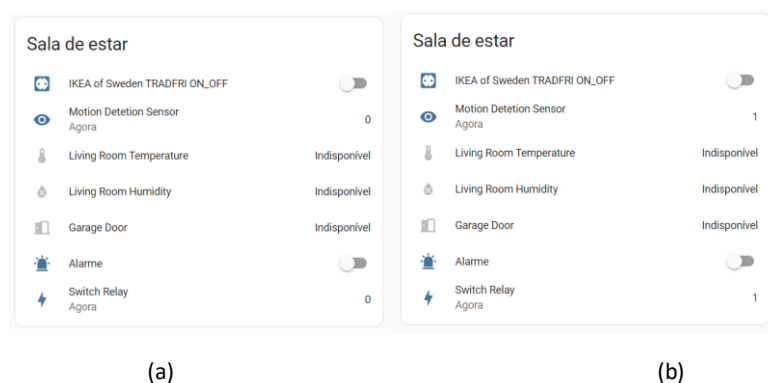 Sala de estar
IKEA of Sweden TRADFRI ON_OFF
Motion Detetion Sensor
Agora
0
Living Room Temperature Indisponível
Living Room Humidity Indisponível
Garage Door Indisponível
Alarme
Switch Relay
Agora
0
(a)
Sala de estar
IKEA of Sweden TRADFRI ON_OFF
Motion Detetion Sensor
Agora
1
Living Room Temperature Indisponível
Living Room Humidity Indisponível
Garage Door Indisponível
Alarme
Switch Relay
Agora
1
(b)